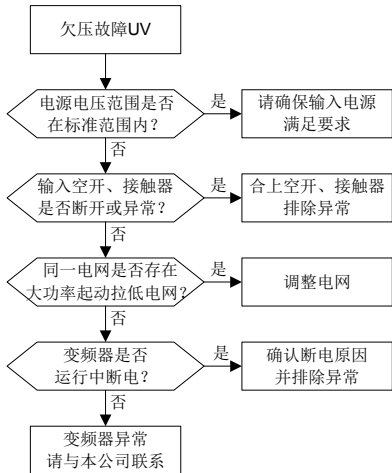 欠压故障UV
电源电压范围是否
在标准范围内？
是
请确保输入电源
满足要求
否
输入空开、接触器
是否断开或异常？
是
合上空开、接触器
排除异常
否
同一电网是否存在
大功率起动拉低电网？
是
调整电网
否
变频器是否
运行中断电？
是
确认断电原因
并排除异常
否
变频器异常
请与本公司联系